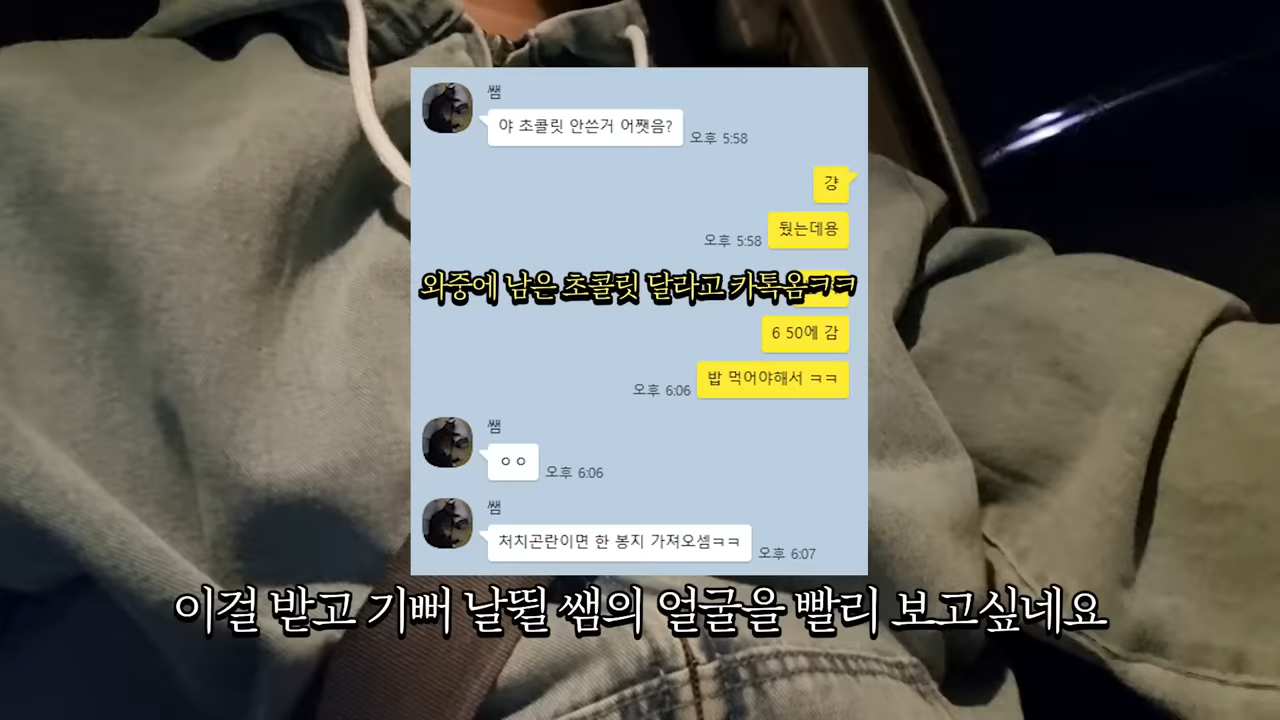 쌤
야 초콜릿 안쓴거 어쨋음?
오후 5:58
걍
뒀는데용
오후 5:58
와중에 남은 초콜릿 달라고 카톡옴ㅋㅋ
6 50에 감
밥 먹어야해서 ㅋㅋ
오후 6:06
쌤
ㅇㅇ
오후 6:06
쌤
처치곤란이면 한 봉지 가져오셈ㅋㅋ
오후 6:07
이걸 받고 기뻐 날뛸 쌤의 얼굴을 빨리 보고싶네요